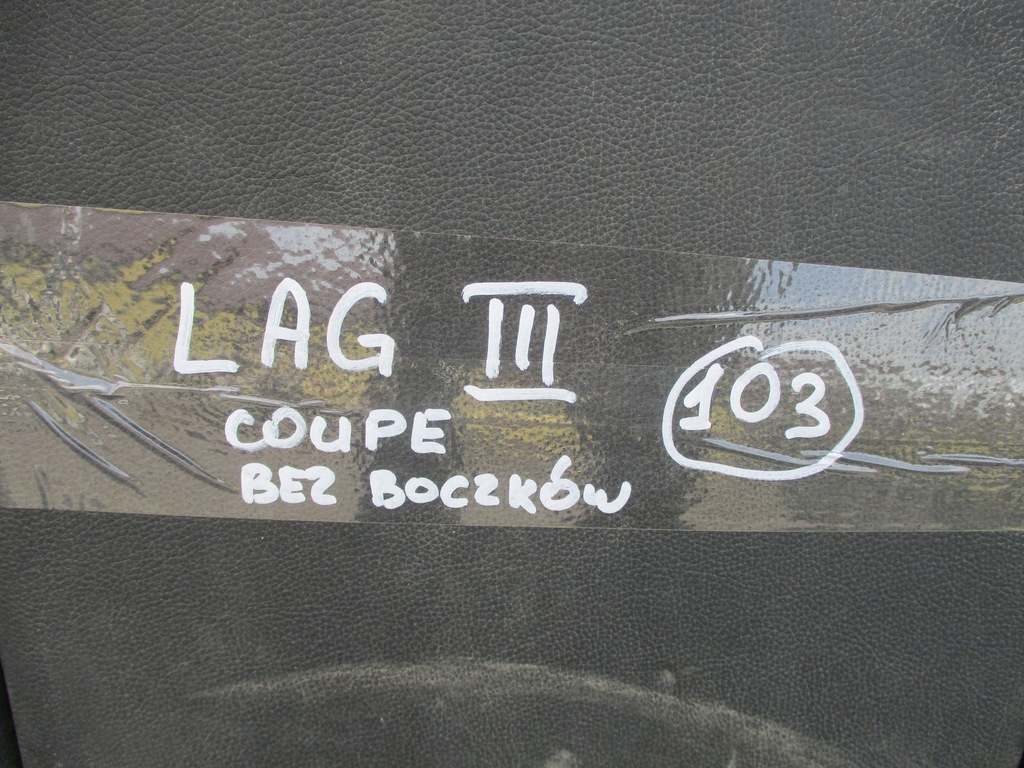 LAG III
103
COUPE
BEZ BOCZKÓW